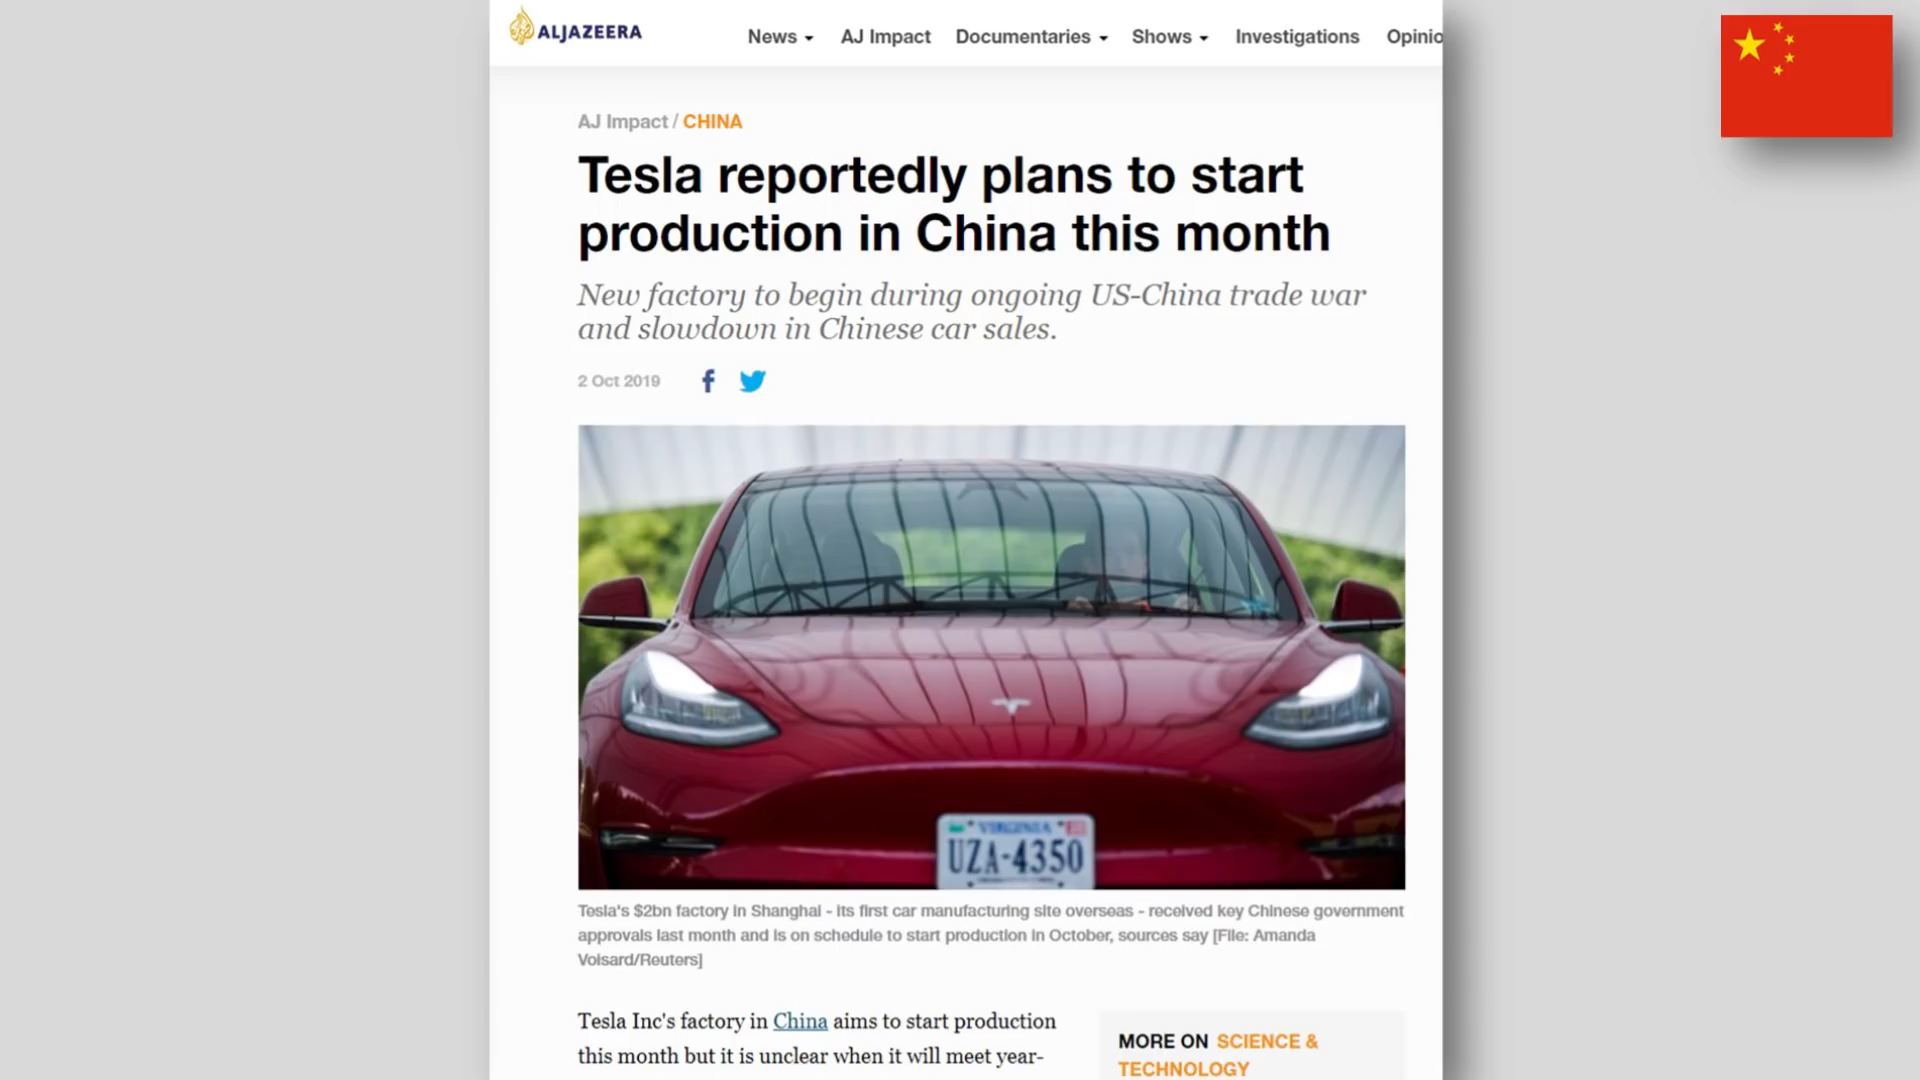 ALJAZEERA
News AJ Impact Documentaries Shows Investigations Opinio
AJ Impact / CHINA
Tesla reportedly plans to start
production in China this month
New factory to begin during ongoing US-China trade war
and slowdown in Chinese car sales.
2 Oct 2019
VIRGINIA
UZA-4350
Tesla's $2bn factory in Shanghai - its first car manufacturing site overseas - received key Chinese government
approvals last month and is on schedule to start production in October, sources say [File: Amanda
Voisard/Reuters]
Tesla Inc's factory in China aims to start production
this month but it is unclear when it will meet year-
MORE ON SCIENCE &
TECHNOLOGY